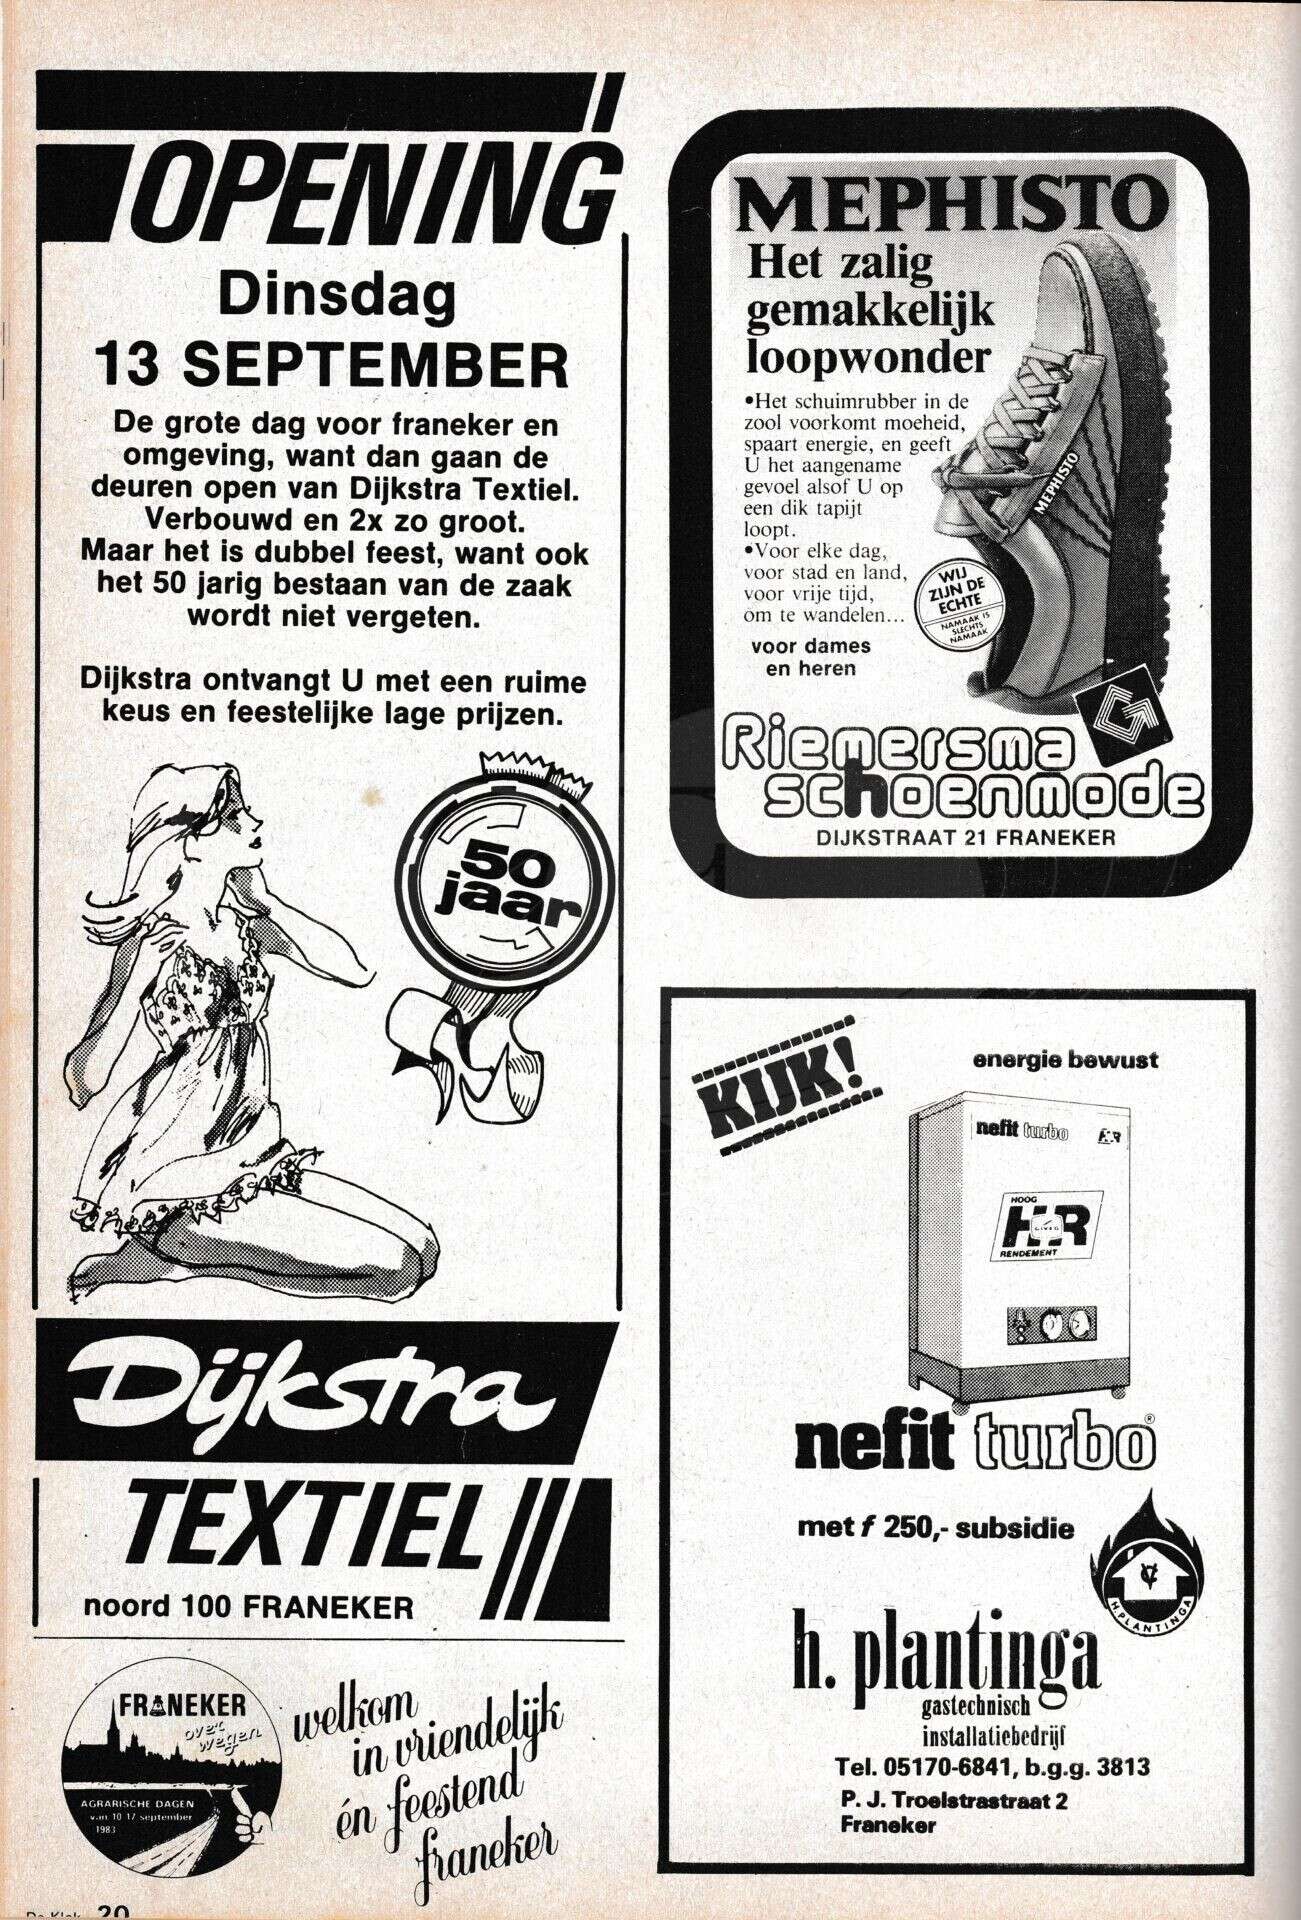 OPENING
Dinsdag
13 SEPTEMBER
De grote dag voor franeker en
omgeving, want dan gaan de
deuren open van Dijkstra Textiel.
Verbouwd en 2x zo groot.
Maar het is dubbel feest, want ook
het 50 jarig bestaan van de zaak
wordt niet vergeten.
Dijkstra ontvangt U met een ruime
keus en feestelijke lage prijzen.
50
jaar
Dijkstra
TEXTIEL
noord 100 FRANEKER
FRANEKER
over
wegen
AGRARISCHE DAGEN
van 10 17 september
1983
welkom
in vriendelijk
én feestend
franeker
De Klok 20
MEPHISTO
Het zalig
gemakkelijk
loopwonder
•Het schuimrubber in de
zool voorkomt moeheid,
spaart energie, en geeft
U het aangename
gevoel alsof U op
een dik tapijt
loopt.
•Voor elke dag,
voor stad en land,
voor vrije tijd,
om te wandelen...
voor dames
en heren
MEPHISTO
WIJ
ZIJN DE
ECHTE
NAMAAK IS
SLECHTS
NAMAAK
Riemersma
schoenmode
DIJKSTRAAT 21 FRANEKER
KIJK!
energie bewust
nefit turbo HR
HOOG
HR
GIVEG
RENDEMENT
nefit turbo®
met f 250,- subsidie
CV
H.PLANTINGA
h. plantinga
gastechnisch
installatiebedrijf
Tel. 05170-6841, b.g.g. 3813
P. J. Troelstrastraat 2
Franeker